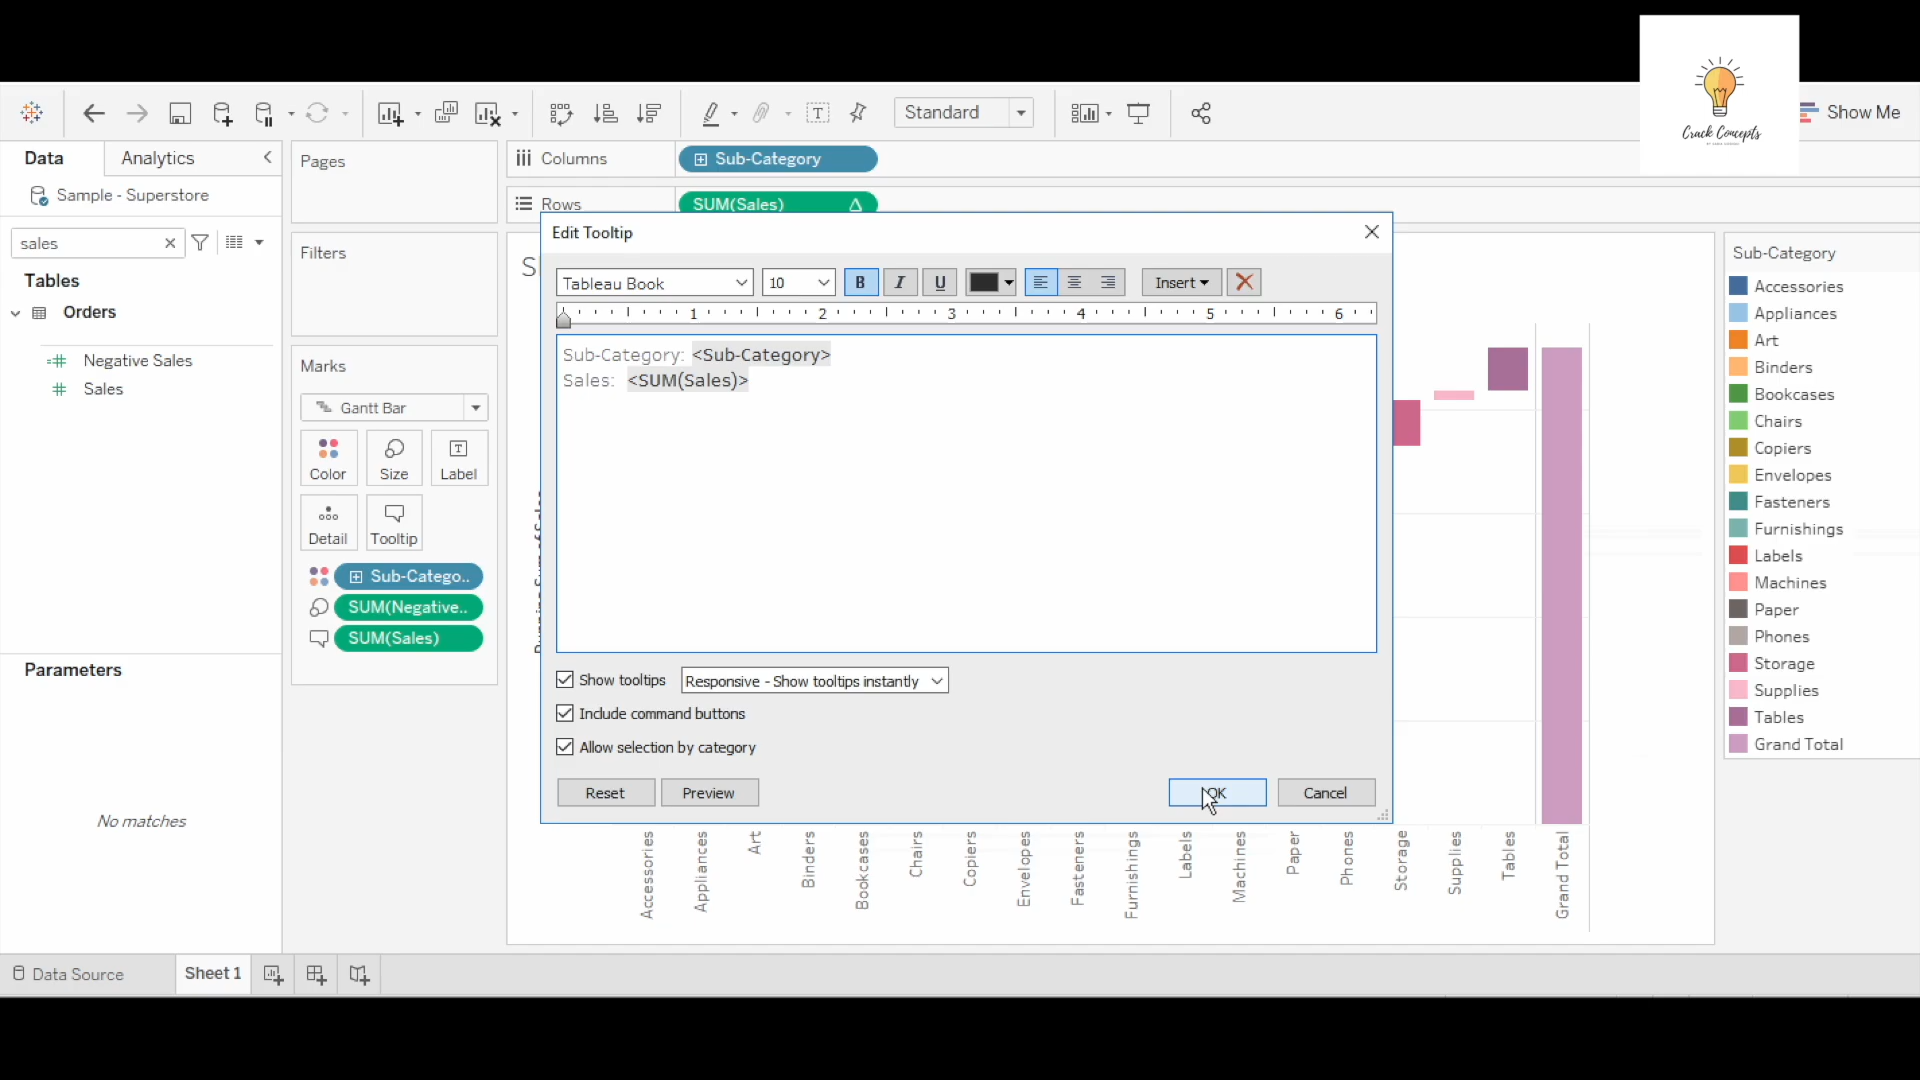 Crack Concepts
Standard
Show Me
Data
Analytics
Sample - Superstore
sales
Tables
Orders
Negative Sales
Sales
Parameters
No matches
Pages
Filters
Marks
Gantt Bar
Color
Size
Label
Detail
Tooltip
Sub-Catego..
SUM(Negative..
SUM(Sales)
Columns
Sub-Category
Rows
SUM(Sales)
Edit Tooltip
Tableau Book
10
B
I
U
Insert
1 2 3 4 5 6
Sub-Category: <Sub-Category>
Sales: <SUM(Sales)>
Show tooltips
Responsive - Show tooltips instantly
Include command buttons
Allow selection by category
Reset
Preview
OK
Cancel
Accessories
Appliances
Art
Binders
Bookcases
Chairs
Copiers
Envelopes
Fasteners
Furnishings
Labels
Machines
Paper
Phones
Storage
Supplies
Tables
Grand Total
Sub-Category
Accessories
Appliances
Art
Binders
Bookcases
Chairs
Copiers
Envelopes
Fasteners
Furnishings
Labels
Machines
Paper
Phones
Storage
Supplies
Tables
Grand Total
Data Source
Sheet 1